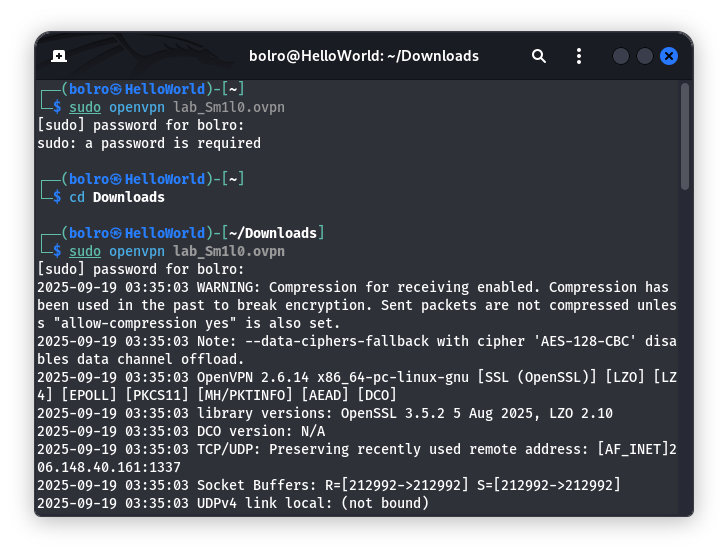 bolro@HelloWorld: ~/Downloads
┌──(bolro㉿HelloWorld)-[~]
└─$ sudo openvpn lab_Sm1l0.ovpn
[sudo] password for bolro:
sudo: a password is required
┌──(bolro㉿HelloWorld)-[~]
└─$ cd Downloads
┌──(bolro㉿HelloWorld)-[~/Downloads]
└─$ sudo openvpn lab_Sm1l0.ovpn
[sudo] password for bolro:
2025-09-19 03:35:03 WARNING: Compression for receiving enabled. Compression has
been used in the past to break encryption. Sent packets are not compressed unles
s "allow-compression yes" is also set.
2025-09-19 03:35:03 Note: --data-ciphers-fallback with cipher 'AES-128-CBC' disa
bles data channel offload.
2025-09-19 03:35:03 OpenVPN 2.6.14 x86_64-pc-linux-gnu [SSL (OpenSSL)] [LZO] [LZ
4] [EPOLL] [PKCS11] [MH/PKTINFO] [AEAD] [DCO]
2025-09-19 03:35:03 library versions: OpenSSL 3.5.2 5 Aug 2025, LZO 2.10
2025-09-19 03:35:03 DCO version: N/A
2025-09-19 03:35:03 TCP/UDP: Preserving recently used remote address: [AF_INET]2
06.148.40.161:1337
2025-09-19 03:35:03 Socket Buffers: R=[212992->212992] S=[212992->212992]
2025-09-19 03:35:03 UDPv4 link local: (not bound)